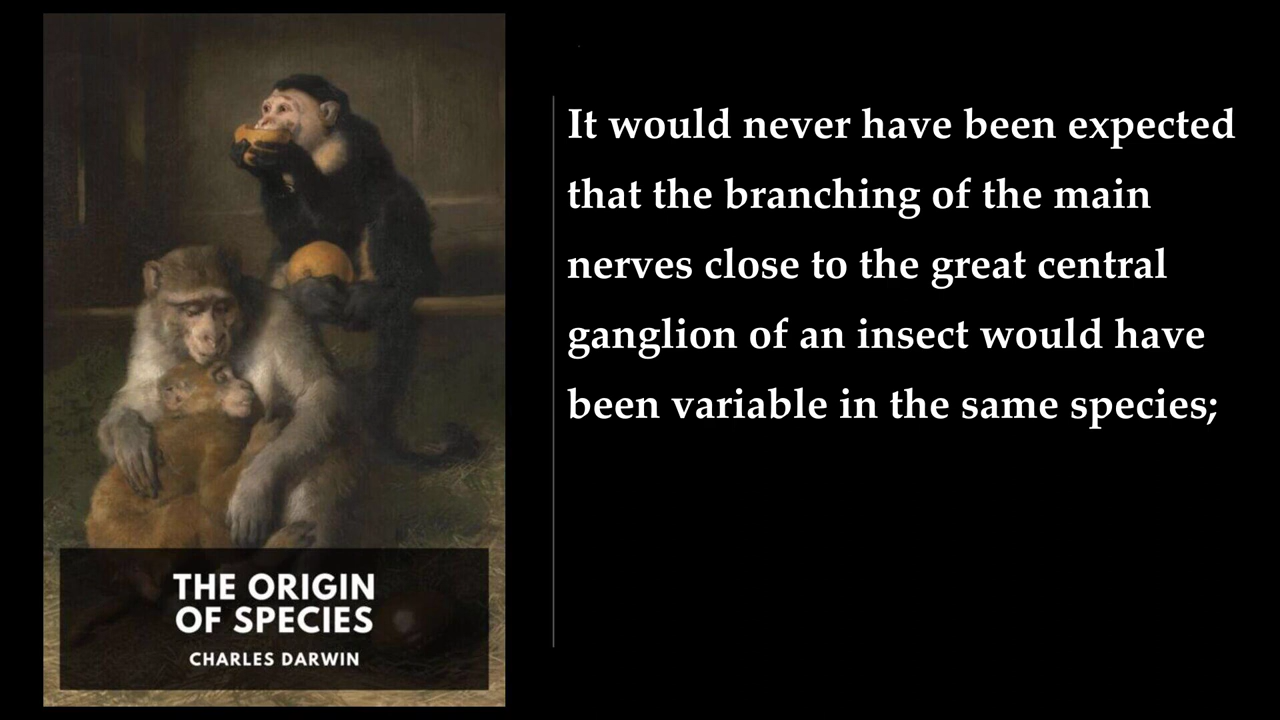 THE ORIGIN
OF SPECIES
CHARLES DARWIN
It would never have been expected
that the branching of the main
nerves close to the great central
ganglion of an insect would have
been variable in the same species;